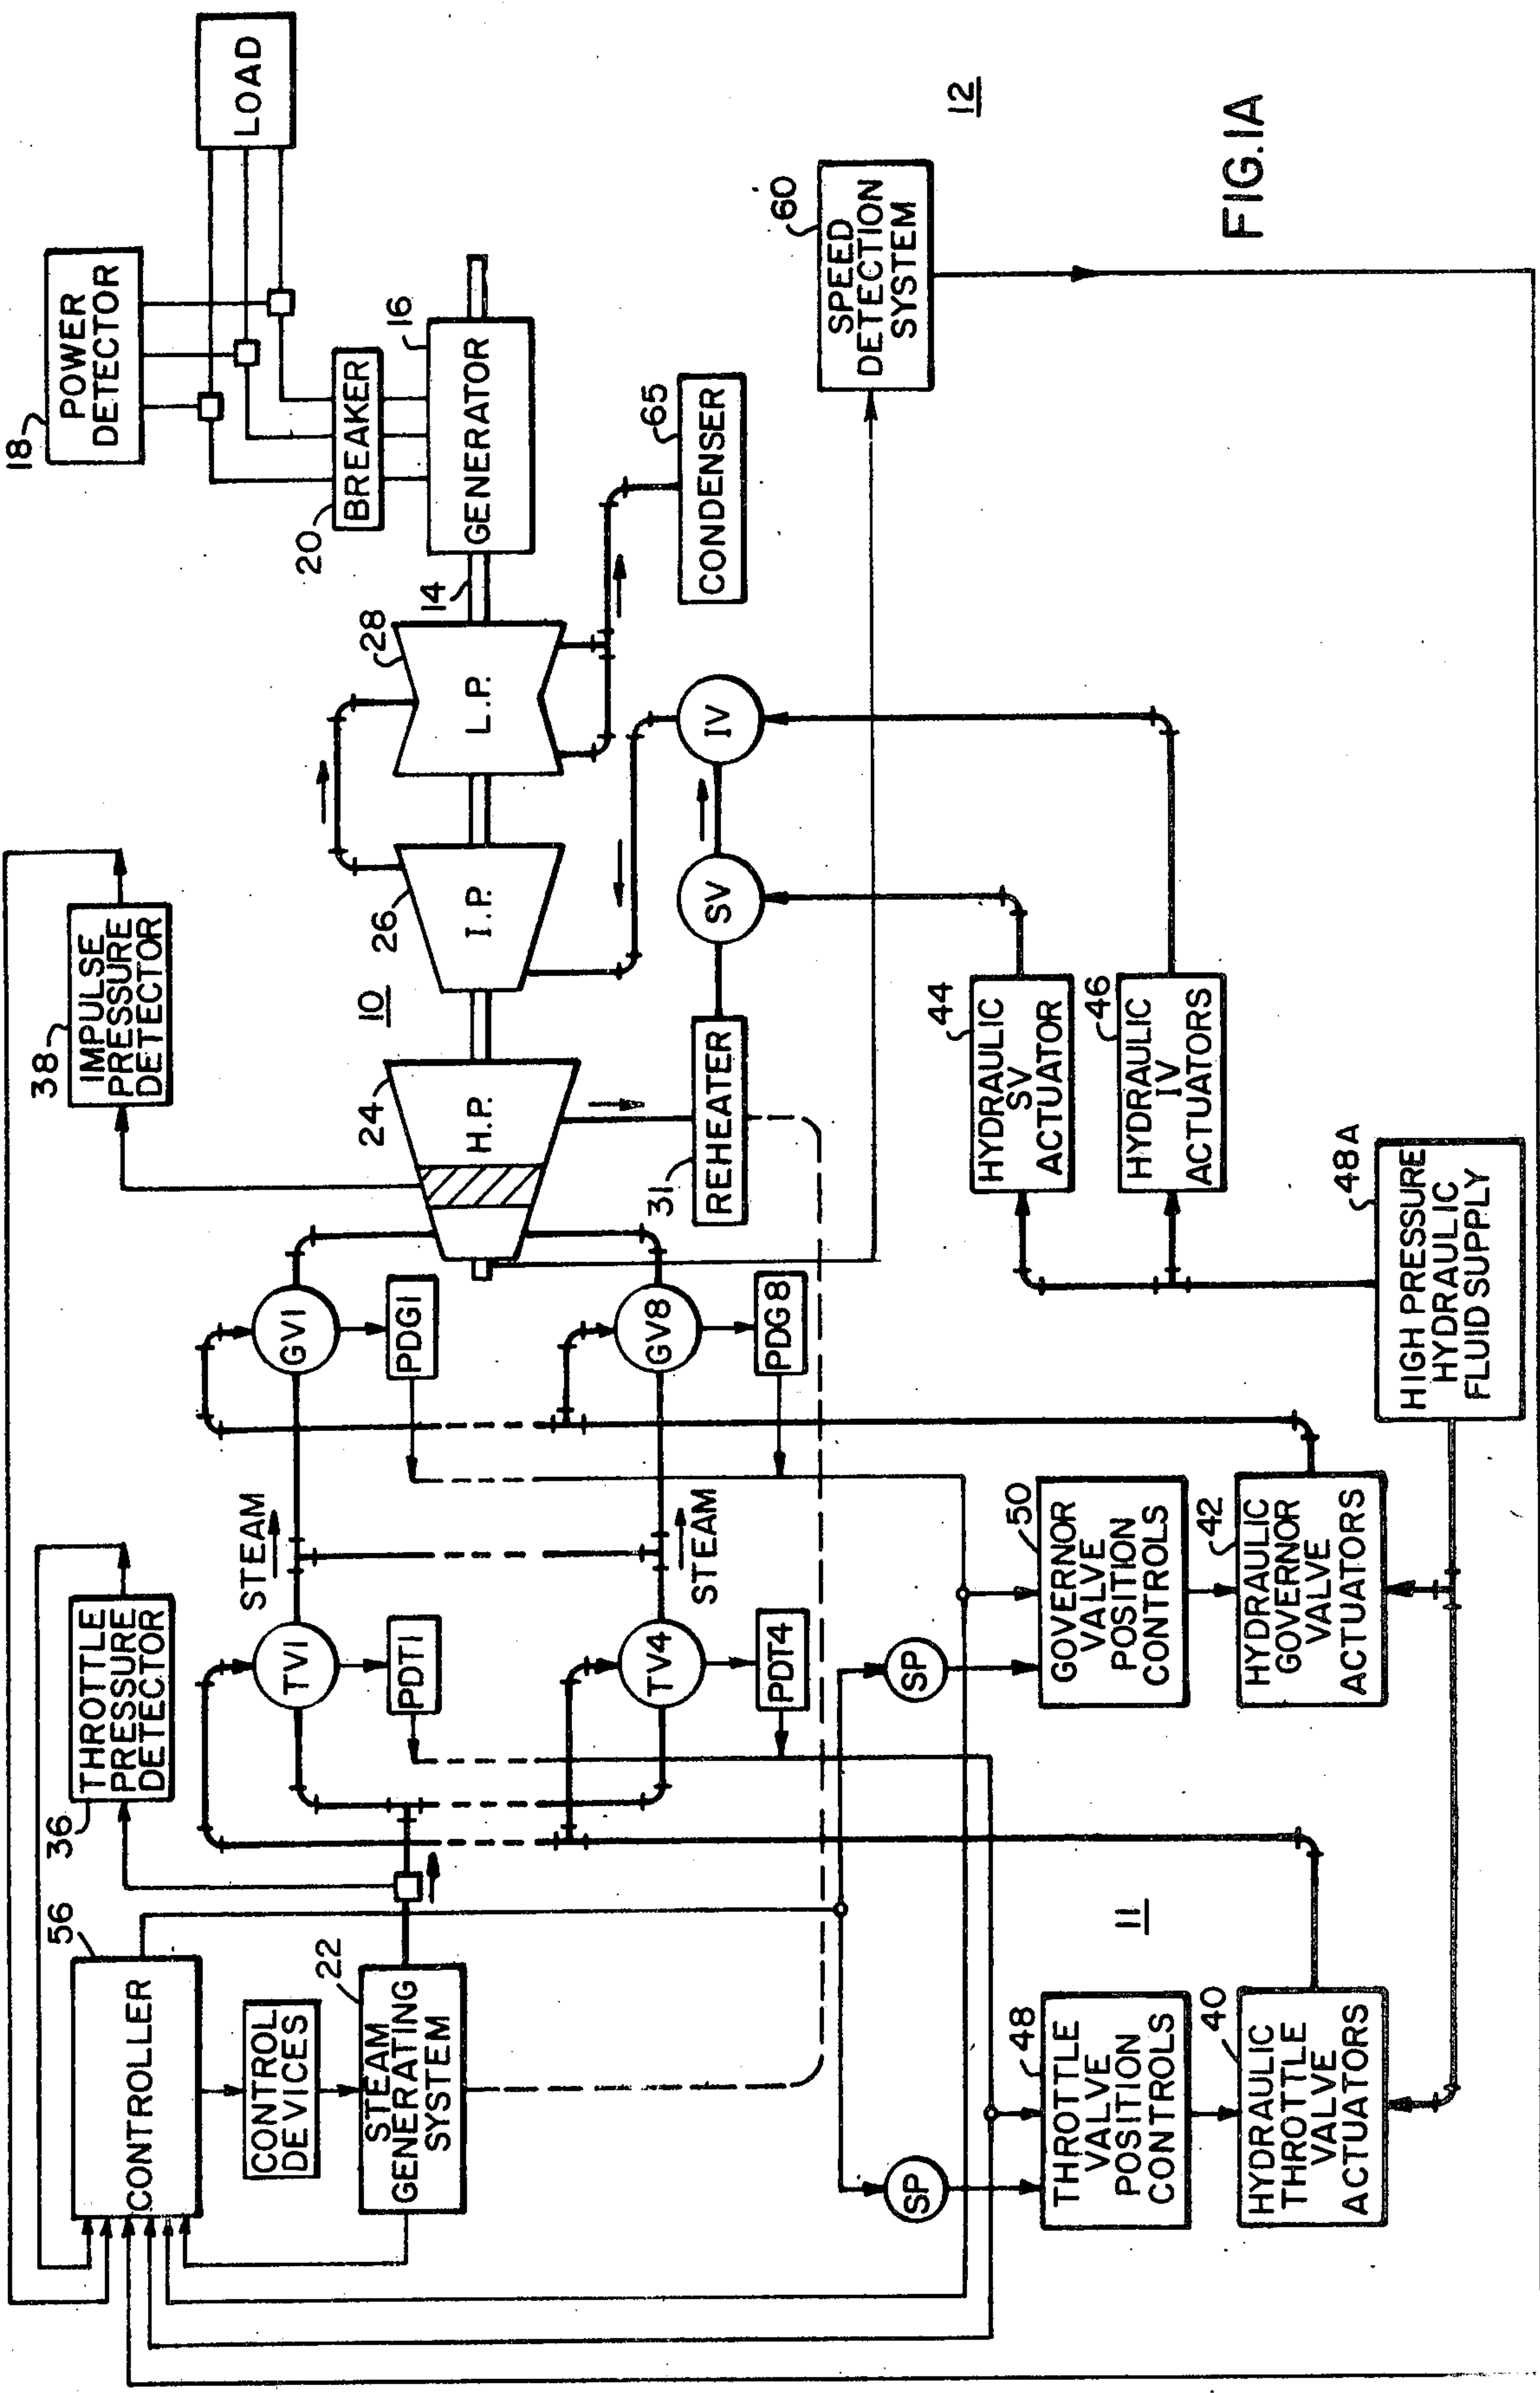 18
POWER
DETECTOR
LOAD
38
IMPULSE
PRESSURE
DETECTOR
36
THROTTLE
PRESSURE
DETECTOR
56
CONTROLLER
CONTROL
DEVICES
22
STEAM
GENERATING
SYSTEM
STEAM
TV1
PDT1
GV1
PDG1
TV4
PDT4
GV8
PDG8
STEAM
24
H.P.
10
26
I.P.
28
L.P.
14
20
BREAKER
16
GENERATOR
31
REHEATER
SV
IV
65
CONDENSER
60
SPEED
DETECTION
SYSTEM
12
SP
SP
48
THROTTLE
VALVE
POSITION
CONTROLS
11
50
GOVERNOR
VALVE
POSITION
CONTROLS
44
HYDRAULIC
SV
ACTUATOR
46
HYDRAULIC
IV
ACTUATORS
40
HYDRAULIC
THROTTLE
VALVE
ACTUATORS
42
HYDRAULIC
GOVERNOR
VALVE
ACTUATORS
48A
HIGH PRESSURE
HYDRAULIC
FLUID SUPPLY
FIG.1A